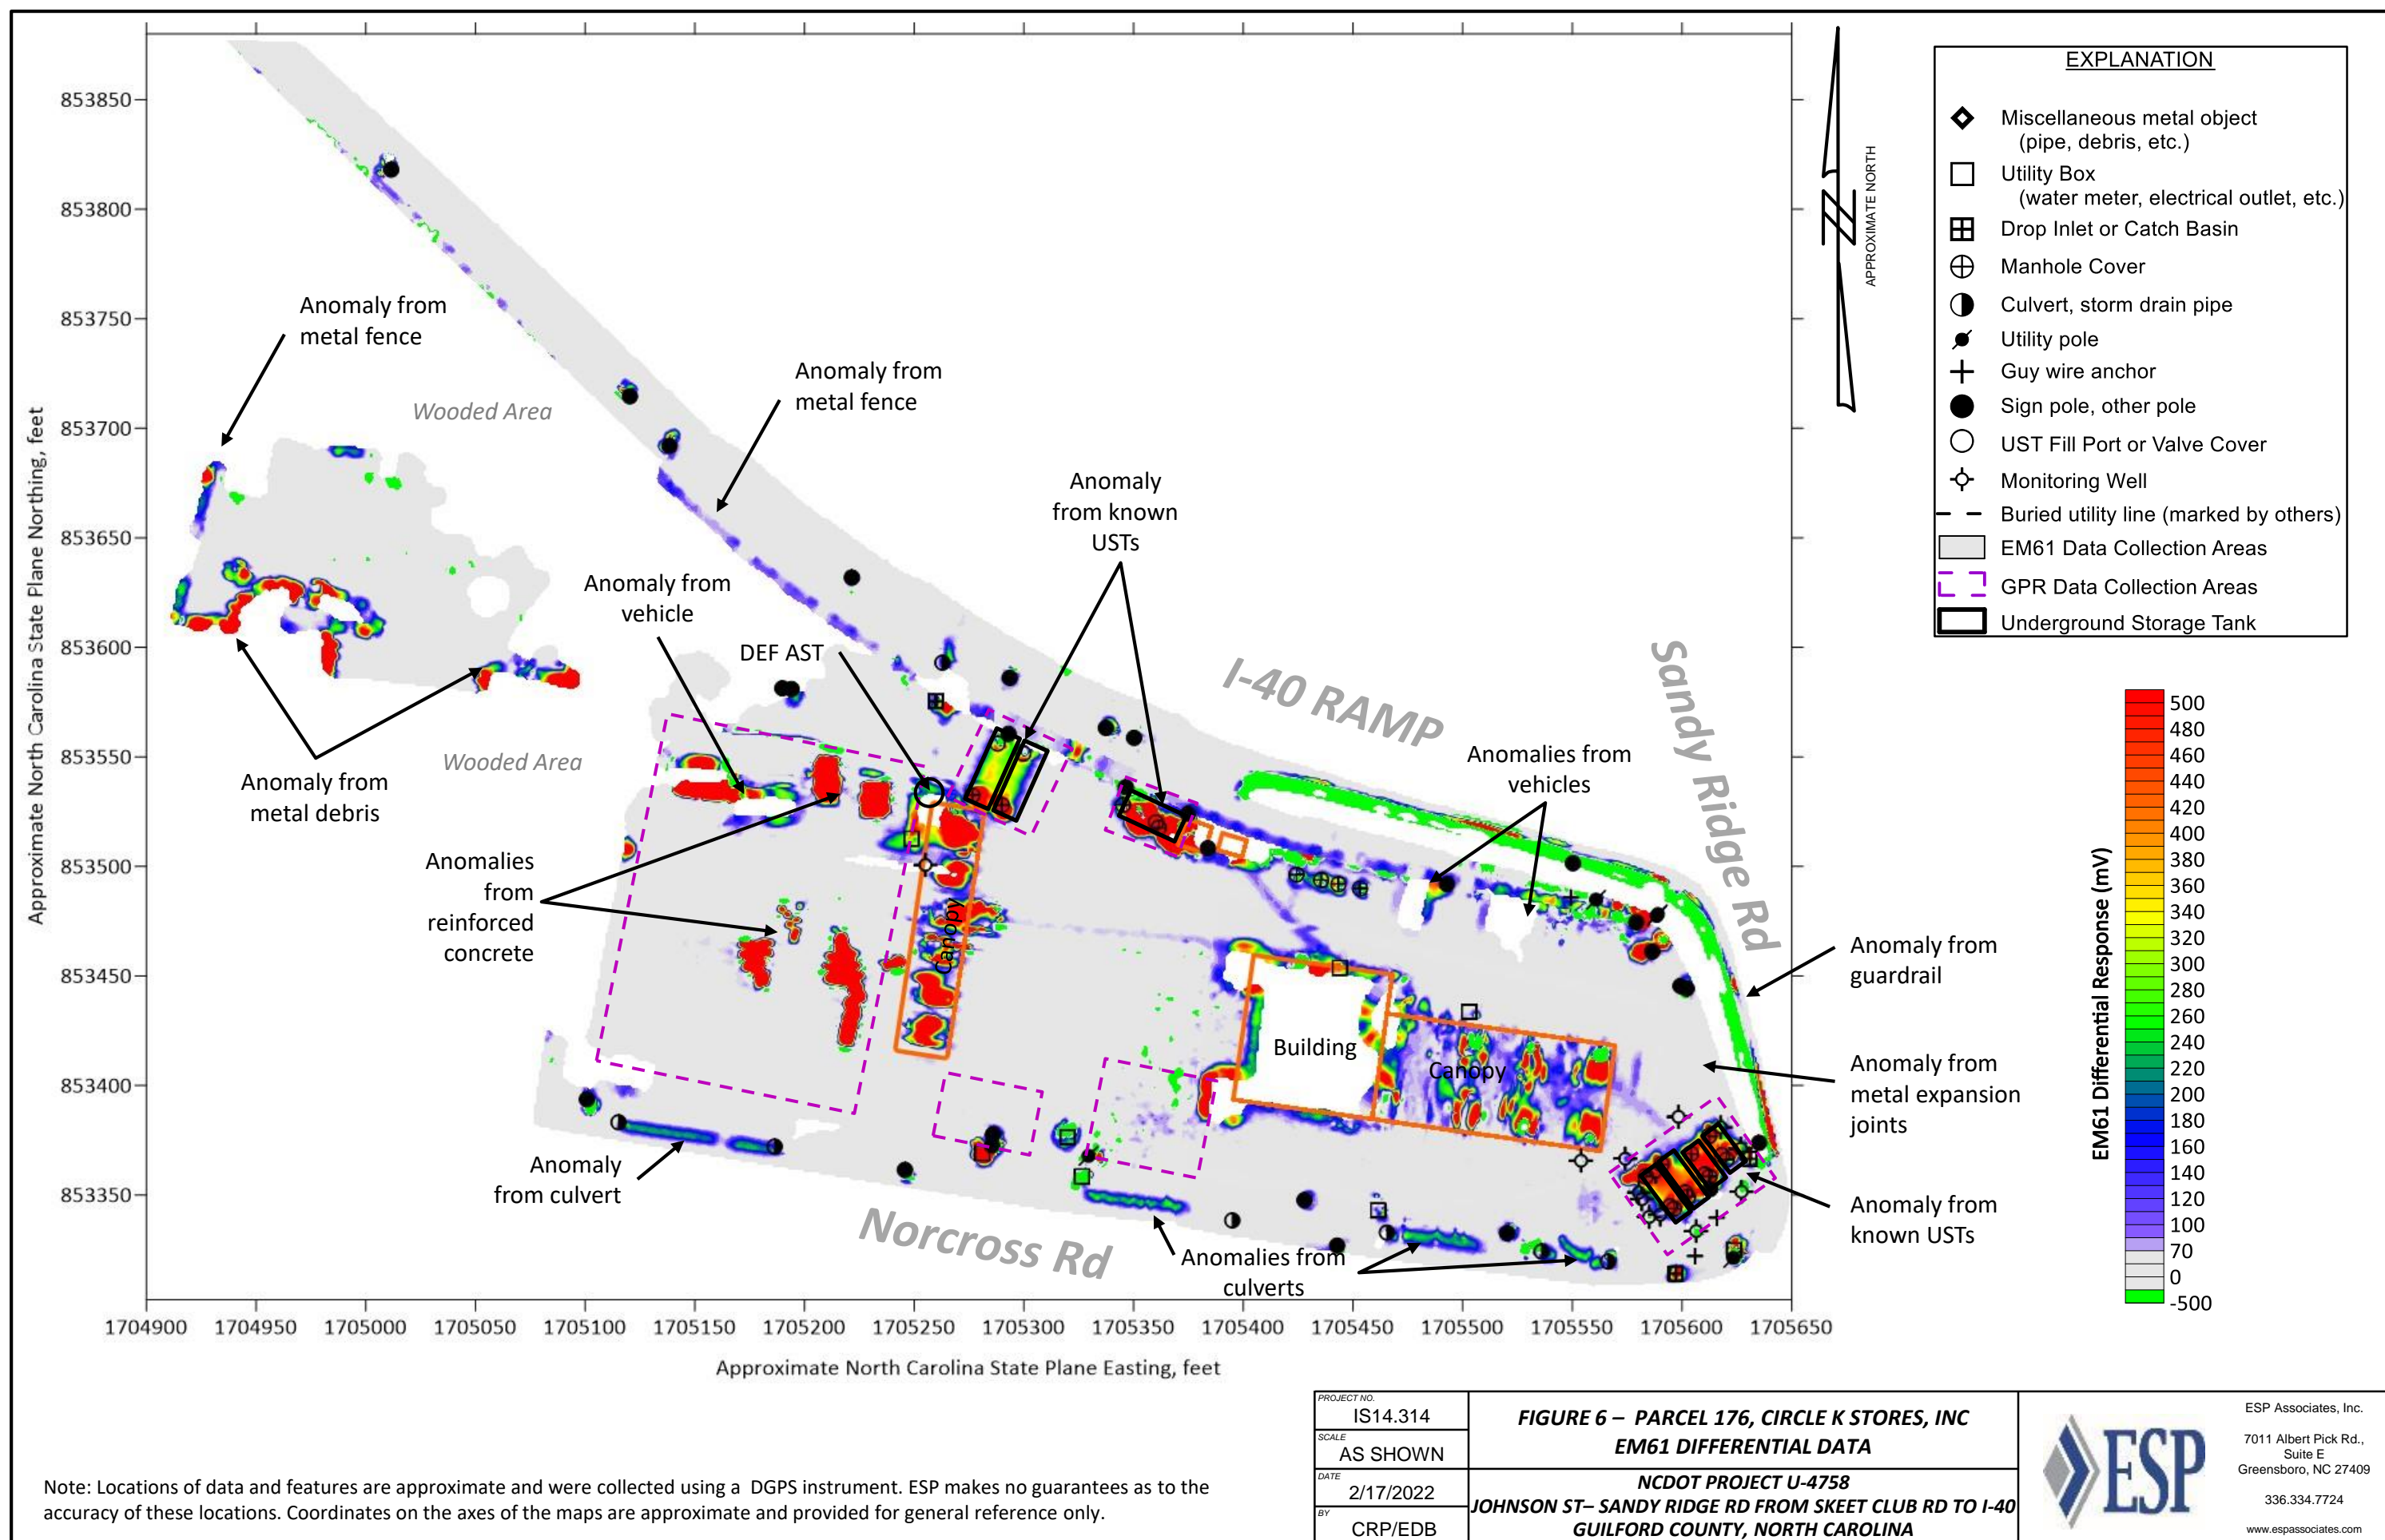 853850
853800
853750
853700
853650
853600
853550
853500
853450
853400
853350
Approximate North Carolina State Plane Northing, feet
1704900
1704950
1705000
1705050
1705100
1705150
1705200
1705250
1705300
1705350
1705400
1705450
1705500
1705550
1705600
1705650
Approximate North Carolina State Plane Easting, feet
Anomaly from
metal fence
Wooded Area
Anomaly from
metal fence
Anomaly
from known
USTs
Anomaly from
vehicle
DEF AST
I-40 RAMP
Sandy Ridge Rd
Wooded Area
Anomaly from
metal debris
Anomalies from
vehicles
Anomalies
from
reinforced
concrete
Canopy
Anomaly from
guardrail
Building
Canopy
Anomaly from
metal expansion
joints
Anomaly
from culvert
Norcross Rd
Anomalies from
culverts
Anomaly from
known USTs
APPROXIMATE NORTH
EXPLANATION
Miscellaneous metal object
(pipe, debris, etc.)
Utility Box
(water meter, electrical outlet, etc.)
Drop Inlet or Catch Basin
Manhole Cover
Culvert, storm drain pipe
Utility pole
Guy wire anchor
Sign pole, other pole
UST Fill Port or Valve Cover
Monitoring Well
Buried utility line (marked by others)
EM61 Data Collection Areas
GPR Data Collection Areas
Underground Storage Tank
EM61 Differential Response (mV)
500
480
460
440
420
400
380
360
340
320
300
280
260
240
220
200
180
160
140
120
100
70
0
-500
Note: Locations of data and features are approximate and were collected using a DGPS instrument. ESP makes no guarantees as to the
accuracy of these locations. Coordinates on the axes of the maps are approximate and provided for general reference only.
PROJECT NO.
IS14.314
SCALE
AS SHOWN
DATE
2/17/2022
BY
CRP/EDB
FIGURE 6 – PARCEL 176, CIRCLE K STORES, INC
EM61 DIFFERENTIAL DATA
NCDOT PROJECT U-4758
JOHNSON ST– SANDY RIDGE RD FROM SKEET CLUB RD TO I-40
GUILFORD COUNTY, NORTH CAROLINA
ESP
ESP Associates, Inc.
7011 Albert Pick Rd.,
Suite E
Greensboro, NC 27409
336.334.7724
www.espassociates.com